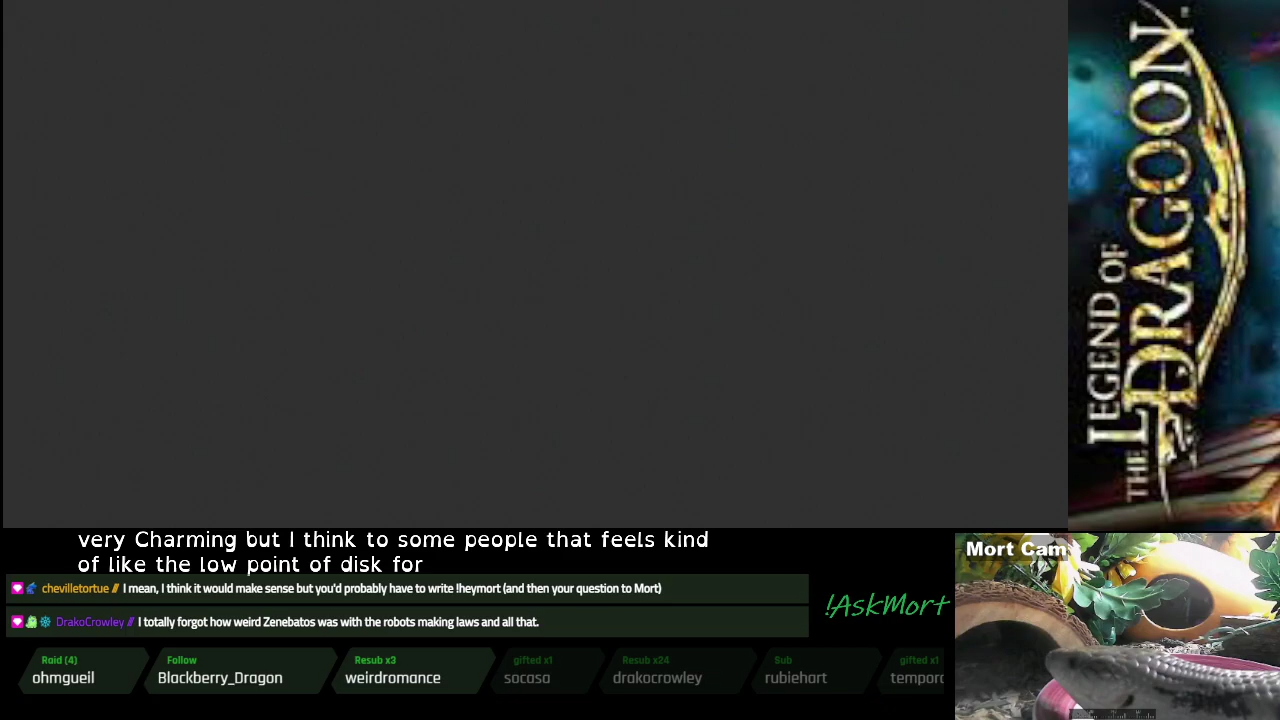 THE LEGEND OF DRAGOON
very Charming but I think to some people that feels kind
of like the low point of disk for
Mort Cam
chevilletortue // I mean, I think it would make sense but you'd probably have to write !heymort (and then your question to Mort)
!AskMort
DrakoCrowley // I totally forgot how weird Zenebatos was with the robots making laws and all that.
Raid (4) Follow Resub x3 gifted x1 Resub x24 Sub gifted x1
ohmgueil Blackberry_Dragon weirdromance socasa drakocrowley rubiehart tempora